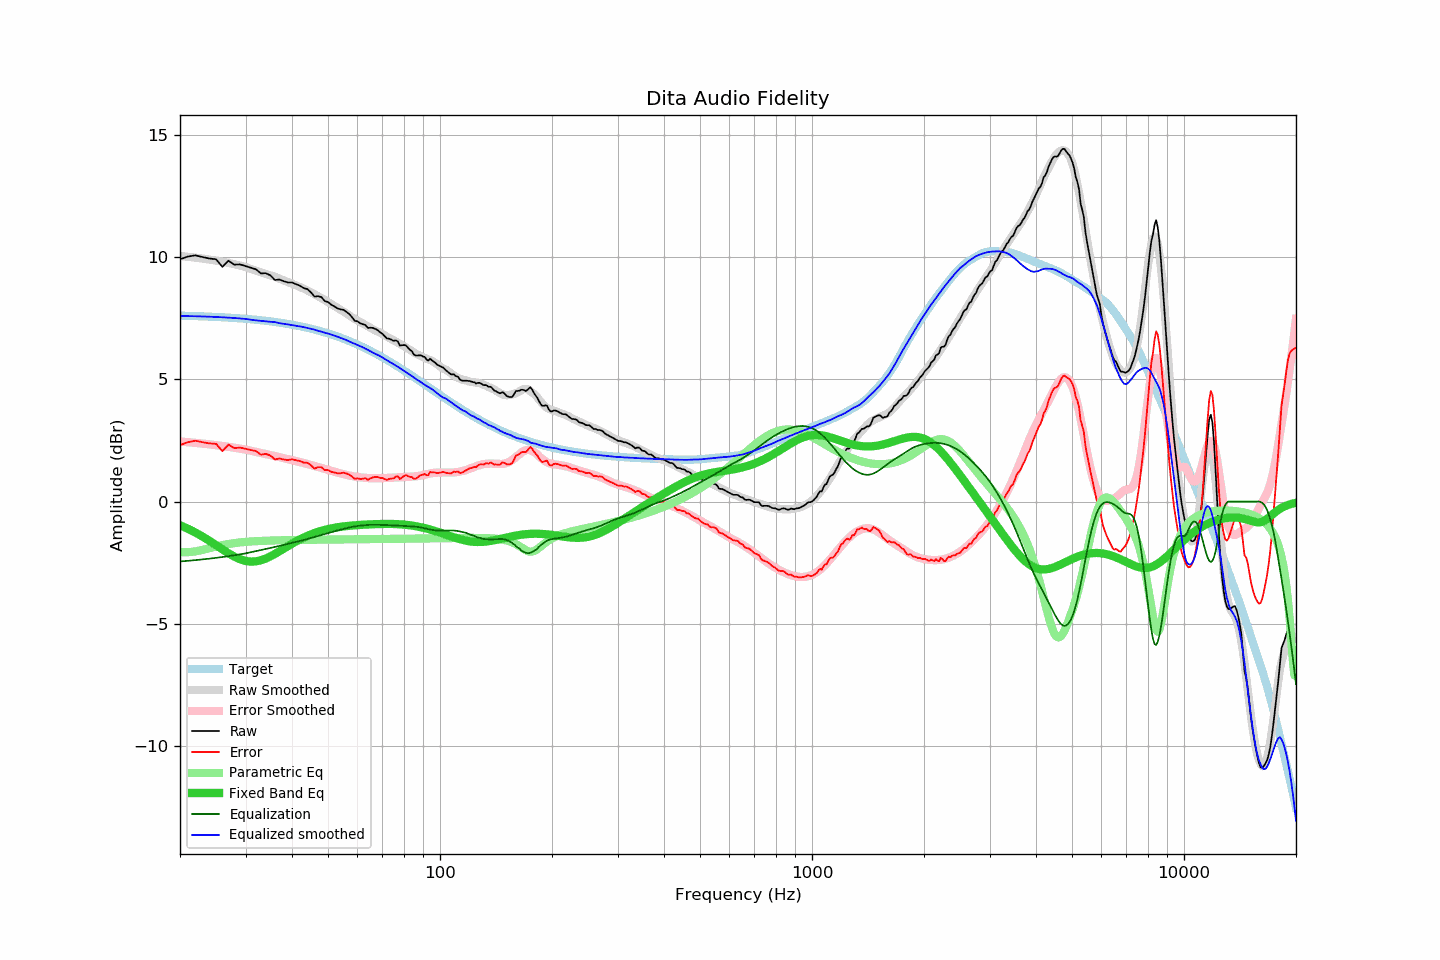 Dita Audio Fidelity
15
10
5
0
−5
−10
Amplitude (dBr)
Target
Raw Smoothed
Error Smoothed
Raw
Error
Parametric Eq
Fixed Band Eq
Equalization
Equalized smoothed
100
1000
10000
Frequency (Hz)